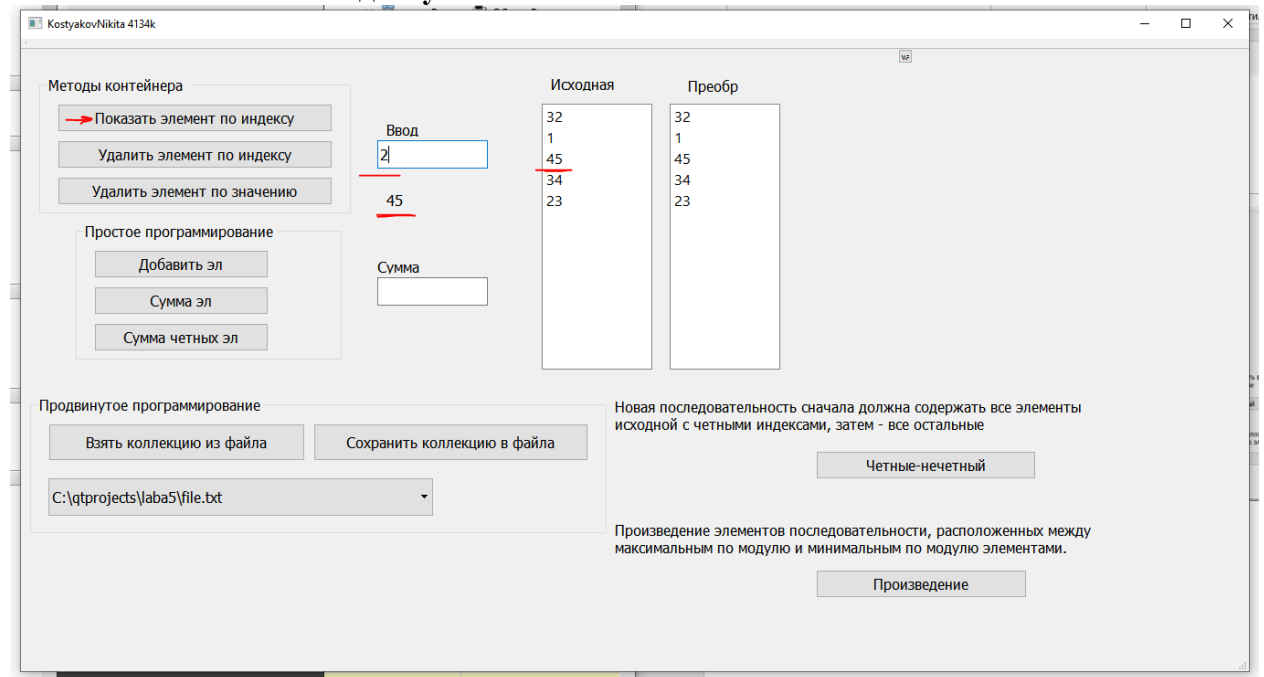 KostyakovNikita 4134k
Методы контейнера
Показать элемент по индексу
Удалить элемент по индексу
Удалить элемент по значению
Ввод
2
45
Исходная
32
1
45
34
23
Преобр
32
1
45
34
23
Простое программирование
Добавить эл
Сумма эл
Сумма четных эл
Сумма
Продвинутое программирование
Взять коллекцию из файла
Сохранить коллекцию в файла
C:\qtprojects\laba5\file.txt
Новая последовательность сначала должна содержать все элементы
исходной с четными индексами, затем - все остальные
Четные-нечетный
Произведение элементов последовательности, расположенных между
максимальным по модулю и минимальным по модулю элементами.
Произведение